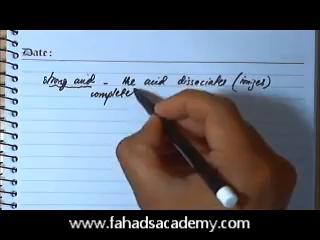 Date:
strong acid - the acid dissociates (ionizes)
complete
www.fahadsacademy.com